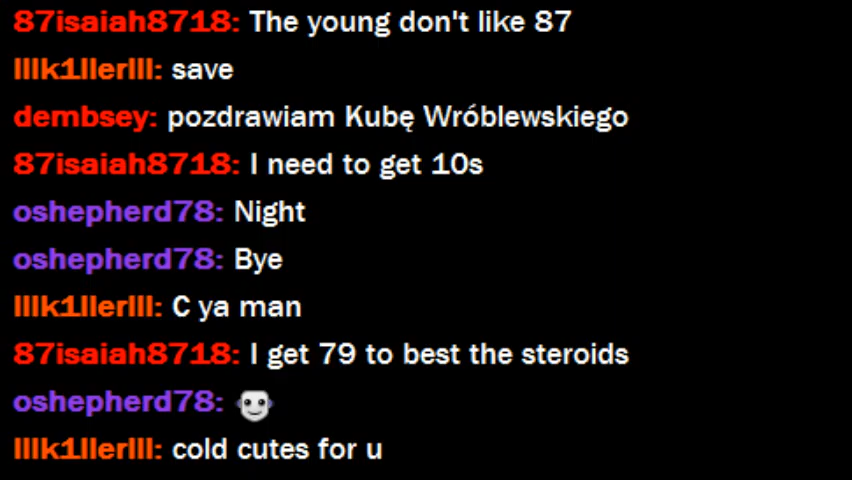 87isaiah8718: The young don't like 87
lllk1llerlll: save
dembsey: pozdrawiam Kubę Wróblewskiego
87isaiah8718: I need to get 10s
oshepherd78: Night
oshepherd78: Bye
lllk1llerlll: C ya man
87isaiah8718: I get 79 to best the steroids
oshepherd78:
lllk1llerlll: cold cutes for u